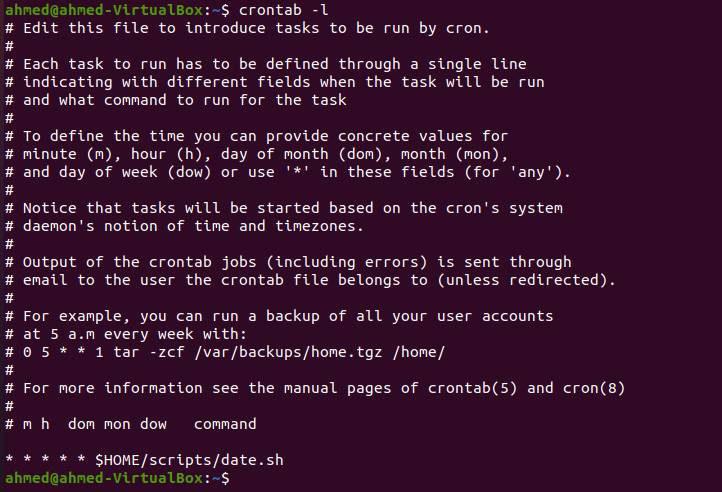 ahmed@ahmed-VirtualBox:~$ crontab -l
# Edit this file to introduce tasks to be run by cron.
#
# Each task to run has to be defined through a single line
# indicating with different fields when the task will be run
# and what command to run for the task
#
# To define the time you can provide concrete values for
# minute (m), hour (h), day of month (dom), month (mon),
# and day of week (dow) or use '*' in these fields (for 'any').
#
# Notice that tasks will be started based on the cron's system
# daemon's notion of time and timezones.
#
# Output of the crontab jobs (including errors) is sent through
# email to the user the crontab file belongs to (unless redirected).
#
# For example, you can run a backup of all your user accounts
# at 5 a.m every week with:
# 0 5 * * 1 tar -zcf /var/backups/home.tgz /home/
#
# For more information see the manual pages of crontab(5) and cron(8)
#
# m h  dom mon dow   command

* * * * * $HOME/scripts/date.sh
ahmed@ahmed-VirtualBox:~$